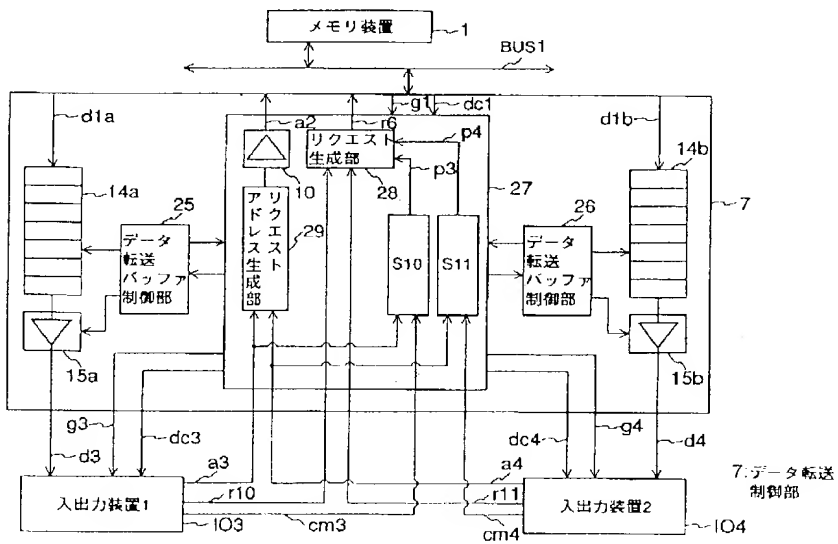 メモリ装置
1
BUS1
d1a
a2
r6
g1
dc1
p4
d1b
14a
リクエスト
生成部
p3
14b
10
28
27
25
リクエスト
アドレス生成部
29
26
7
データ
転送
バッファ
制御部
S10
S11
データ
転送
バッファ
制御部
15a
15b
g3
dc3
dc4
g4
d3
d4
a3
a4
入出力装置1
r10
r11
入出力装置2
cm3
cm4
IO3
IO4
7:データ転送
制御部